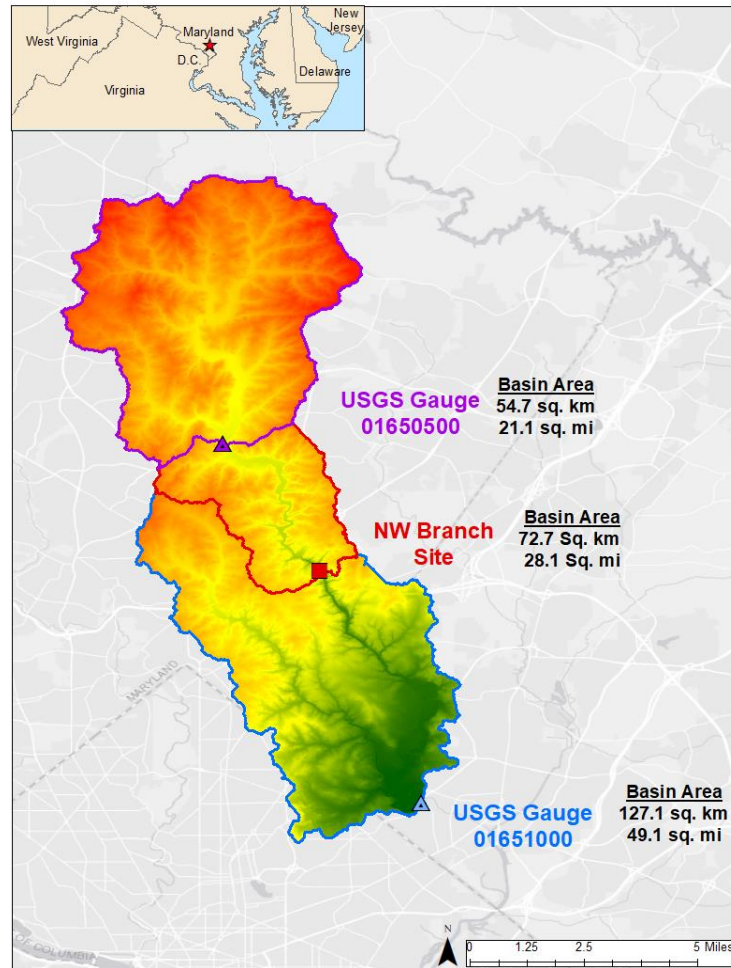 New
Jersey
Maryland
West Virginia
D.C.
Delaware
Virginia
USGS Gauge
01650500
Basin Area
54.7 sq. km
21.1 sq. mi
NW Branch
Site
Basin Area
72.7 Sq. km
28.1 Sq. mi
MARYLAND
USGS Gauge
01651000
Basin Area
127.1 sq. km
49.1 sq. mi
OF COLUMBIA
N
0 1.25 2.5 5 Miles